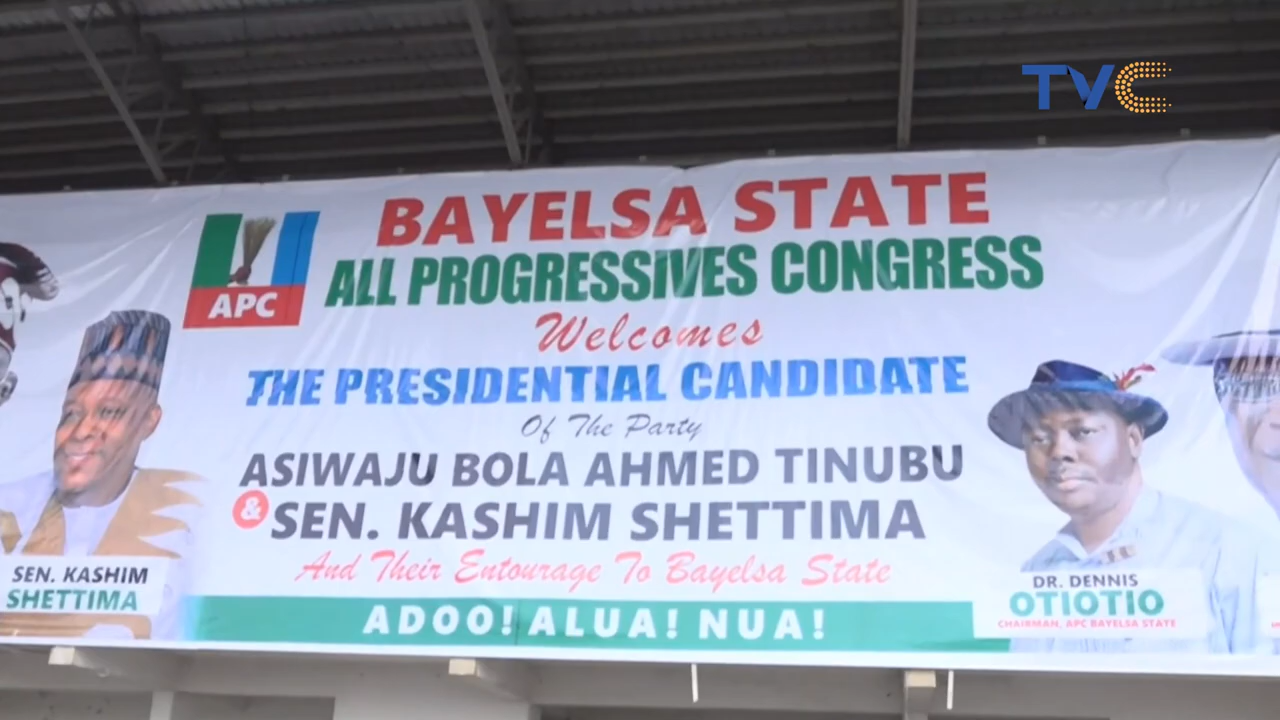 TVC
BAYELSA STATE
ALL PROGRESSIVES CONGRESS
APC
Welcomes
THE PRESIDENTIAL CANDIDATE
Of The Party
ASIWAJU BOLA AHMED TINUBU
& SEN. KASHIM SHETTIMA
And Their Entourage To Bayelsa State
ADOO! ALUA! NUA!
SEN. KASHIM
SHETTIMA
DR. DENNIS
OTIOTIO
CHAIRMAN, APC BAYELSA STATE